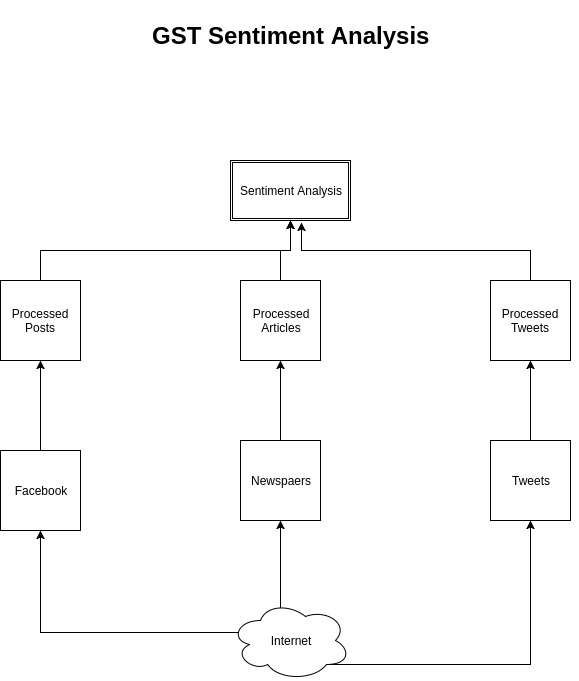 GST Sentiment Analysis
Sentiment Analysis
Processed
Posts
Processed
Articles
Processed
Tweets
Facebook
Newspaers
Tweets
Internet